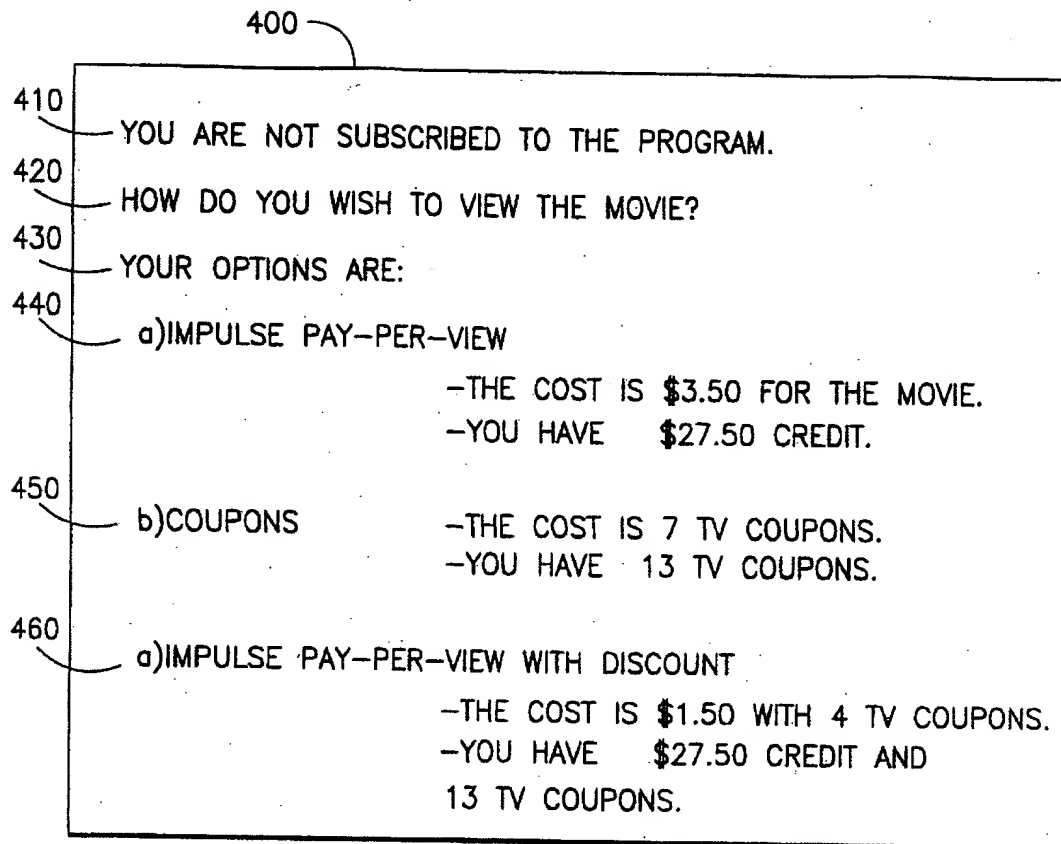 400
410
YOU ARE NOT SUBSCRIBED TO THE PROGRAM.
420
HOW DO YOU WISH TO VIEW THE MOVIE?
430
YOUR OPTIONS ARE:
440
a)IMPULSE PAY-PER-VIEW
-THE COST IS $3.50 FOR THE MOVIE.
-YOU HAVE $27.50 CREDIT.
450
b)COUPONS -THE COST IS 7 TV COUPONS.
-YOU HAVE 13 TV COUPONS.
460
a)IMPULSE PAY-PER-VIEW WITH DISCOUNT
-THE COST IS $1.50 WITH 4 TV COUPONS.
-YOU HAVE $27.50 CREDIT AND
13 TV COUPONS.